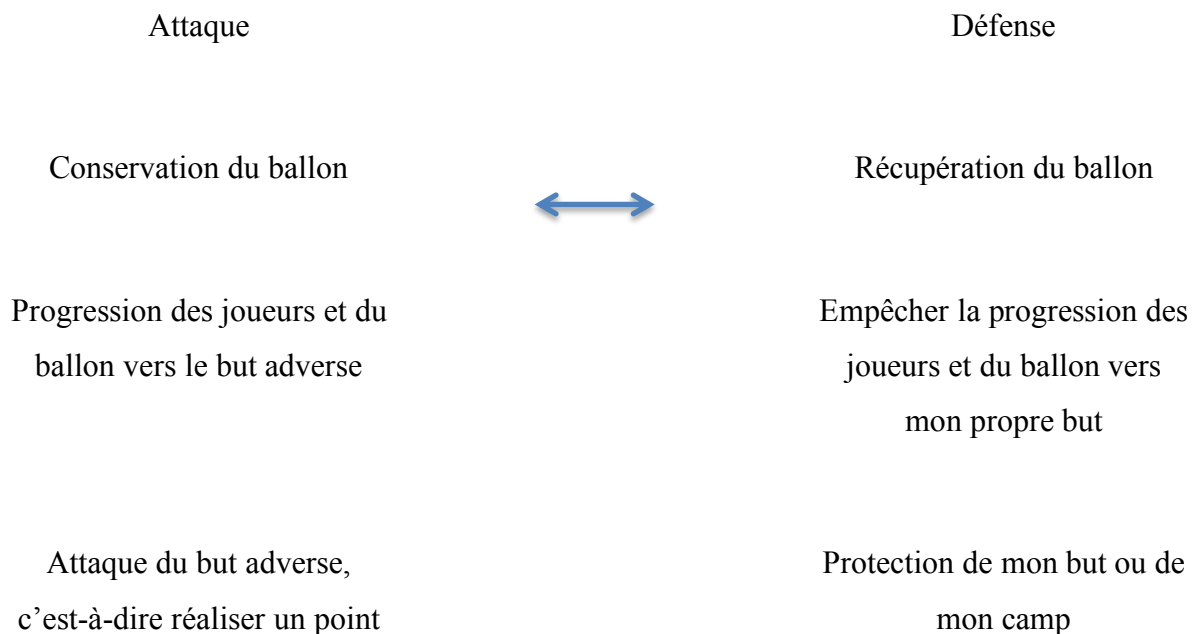 Attaque
Défense
Conservation du ballon
Récupération du ballon
Progression des joueurs et du
ballon vers le but adverse
Empêcher la progression des
joueurs et du ballon vers
mon propre but
Attaque du but adverse,
c’est-à-dire réaliser un point
Protection de mon but ou de
mon camp